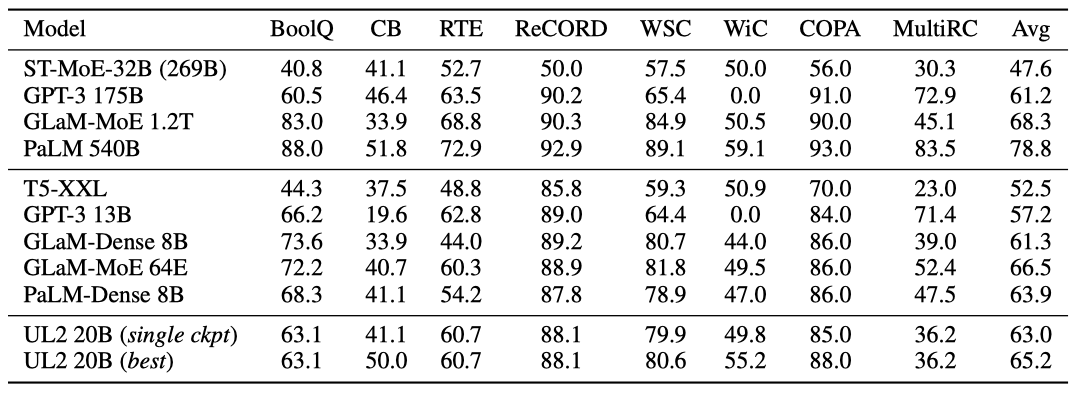 Model BoolQ CB RTE ReCORD WSC WiC COPA MultiRC Avg
ST-MoE-32B (269B) 40.8 41.1 52.7 50.0 57.5 50.0 56.0 30.3 47.6
GPT-3 175B 60.5 46.4 63.5 90.2 65.4 0.0 91.0 72.9 61.2
GLaM-MoE 1.2T 83.0 33.9 68.8 90.3 84.9 50.5 90.0 45.1 68.3
PaLM 540B 88.0 51.8 72.9 92.9 89.1 59.1 93.0 83.5 78.8
T5-XXL 44.3 37.5 48.8 85.8 59.3 50.9 70.0 23.0 52.5
GPT-3 13B 66.2 19.6 62.8 89.0 64.4 0.0 84.0 71.4 57.2
GLaM-Dense 8B 73.6 33.9 44.0 89.2 80.7 44.0 86.0 39.0 61.3
GLaM-MoE 64E 72.2 40.7 60.3 88.9 81.8 49.5 86.0 52.4 66.5
PaLM-Dense 8B 68.3 41.1 54.2 87.8 78.9 47.0 86.0 47.5 63.9
UL2 20B (single ckpt) 63.1 41.1 60.7 88.1 79.9 49.8 85.0 36.2 63.0
UL2 20B (best) 63.1 50.0 60.7 88.1 80.6 55.2 88.0 36.2 65.2